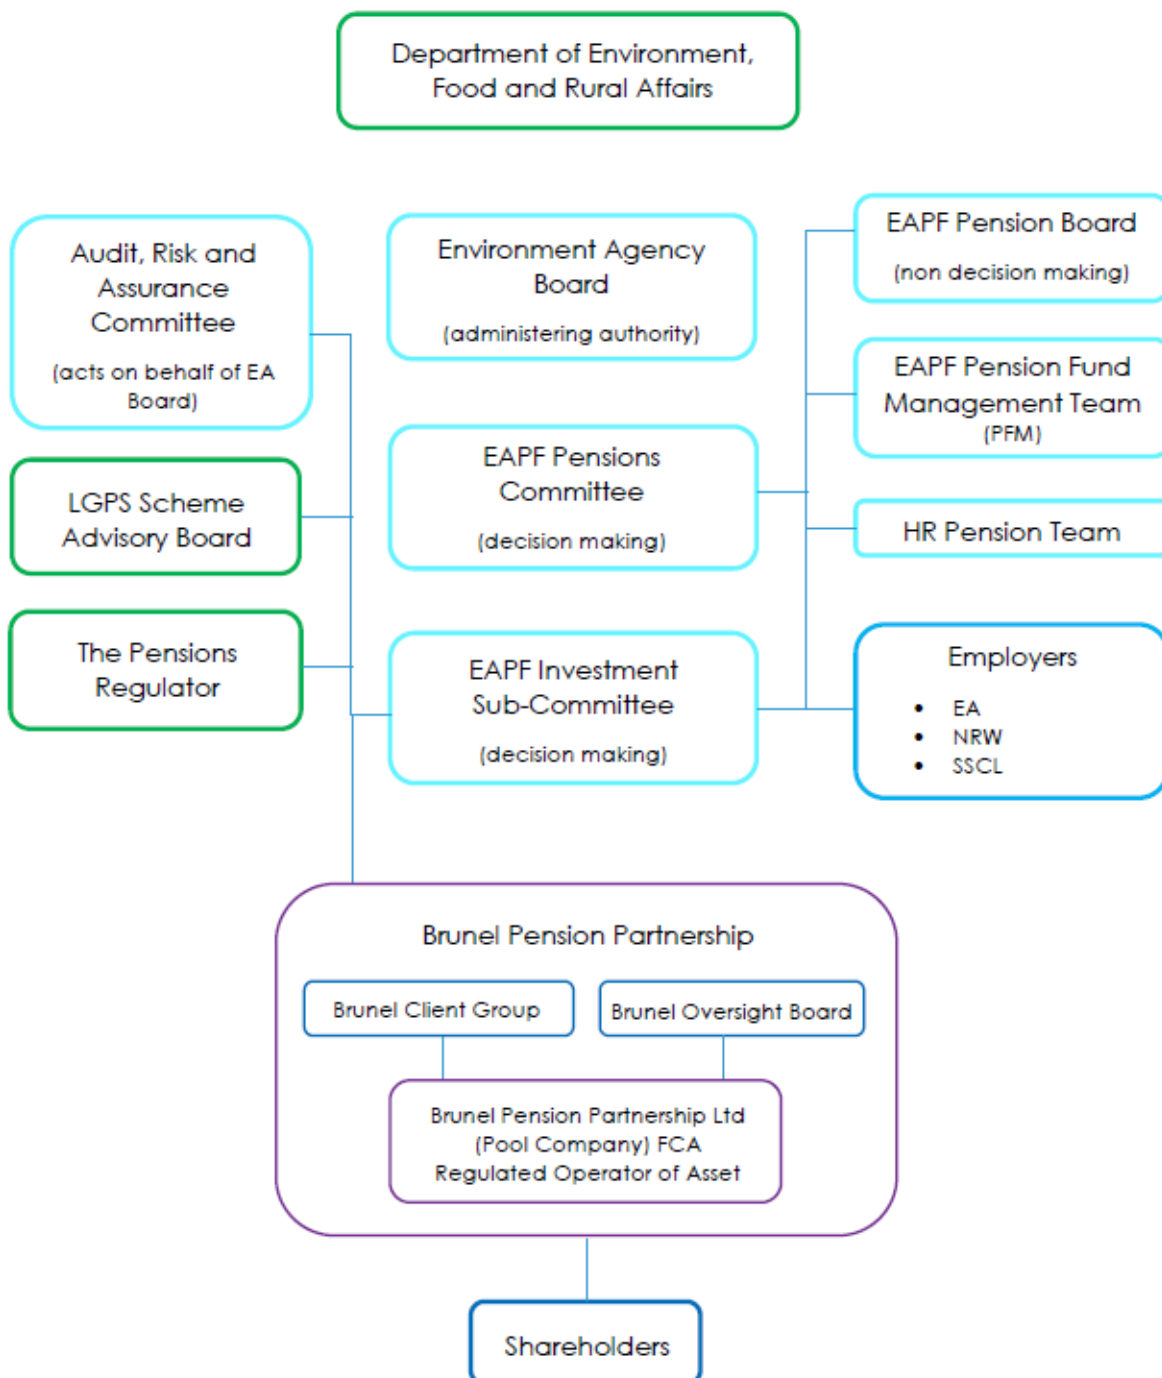 Department of Environment,
Food and Rural Affairs
Audit, Risk and
Assurance
Committee
(acts on behalf of EA
Board)
Environment Agency
Board
(administering authority)
EAPF Pension Board
(non decision making)
EAPF Pension Fund
Management Team
(PFM)
LGPS Scheme
Advisory Board
EAPF Pensions
Committee
(decision making)
HR Pension Team
The Pensions
Regulator
EAPF Investment
Sub-Committee
(decision making)
Employers
• EA
• NRW
• SSCL
Brunel Pension Partnership
Brunel Client Group
Brunel Oversight Board
Brunel Pension Partnership Ltd
(Pool Company) FCA
Regulated Operator of Asset
Shareholders